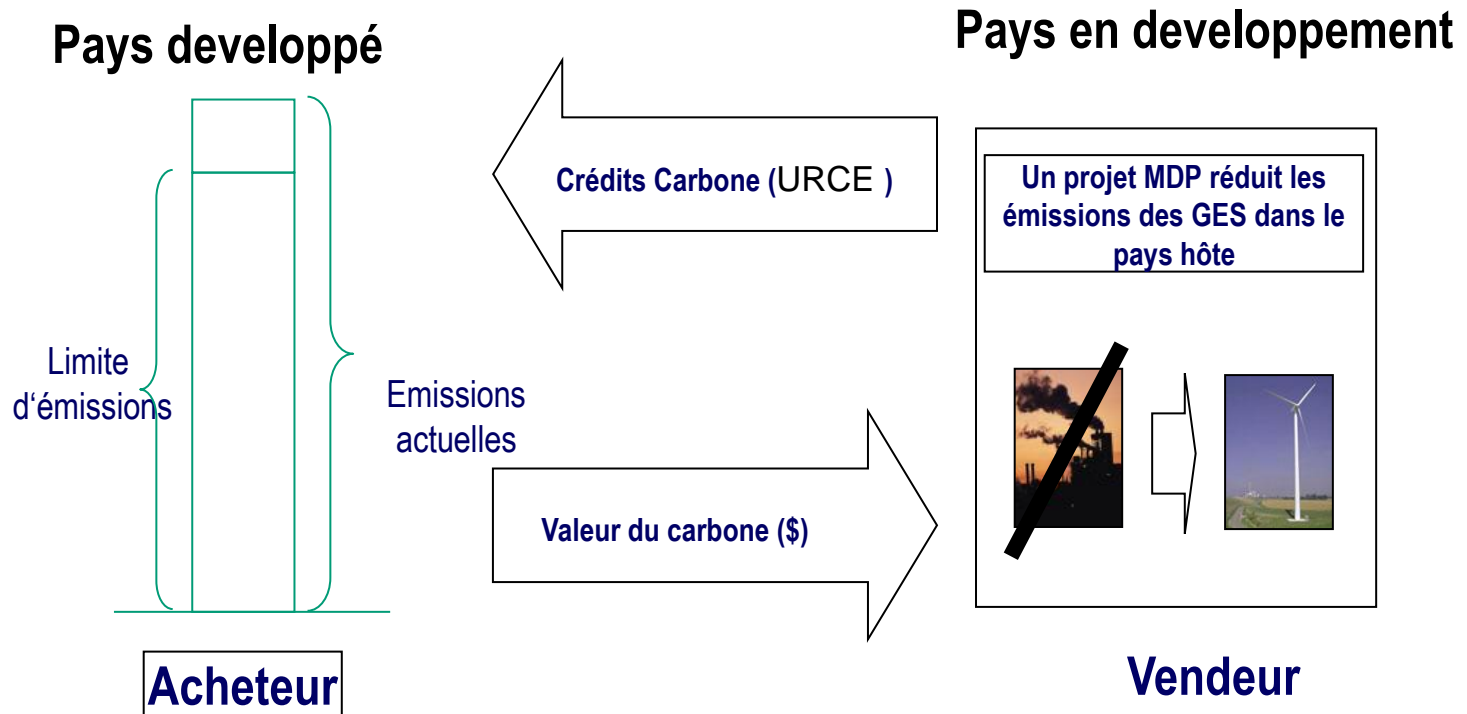 Pays developpé
Pays en developpement
Crédits Carbone (URCE )
Un projet MDP réduit les
émissions des GES dans le
pays hôte
Limite
d‘émissions
Emissions
actuelles
Valeur du carbone ($)
Acheteur
Vendeur